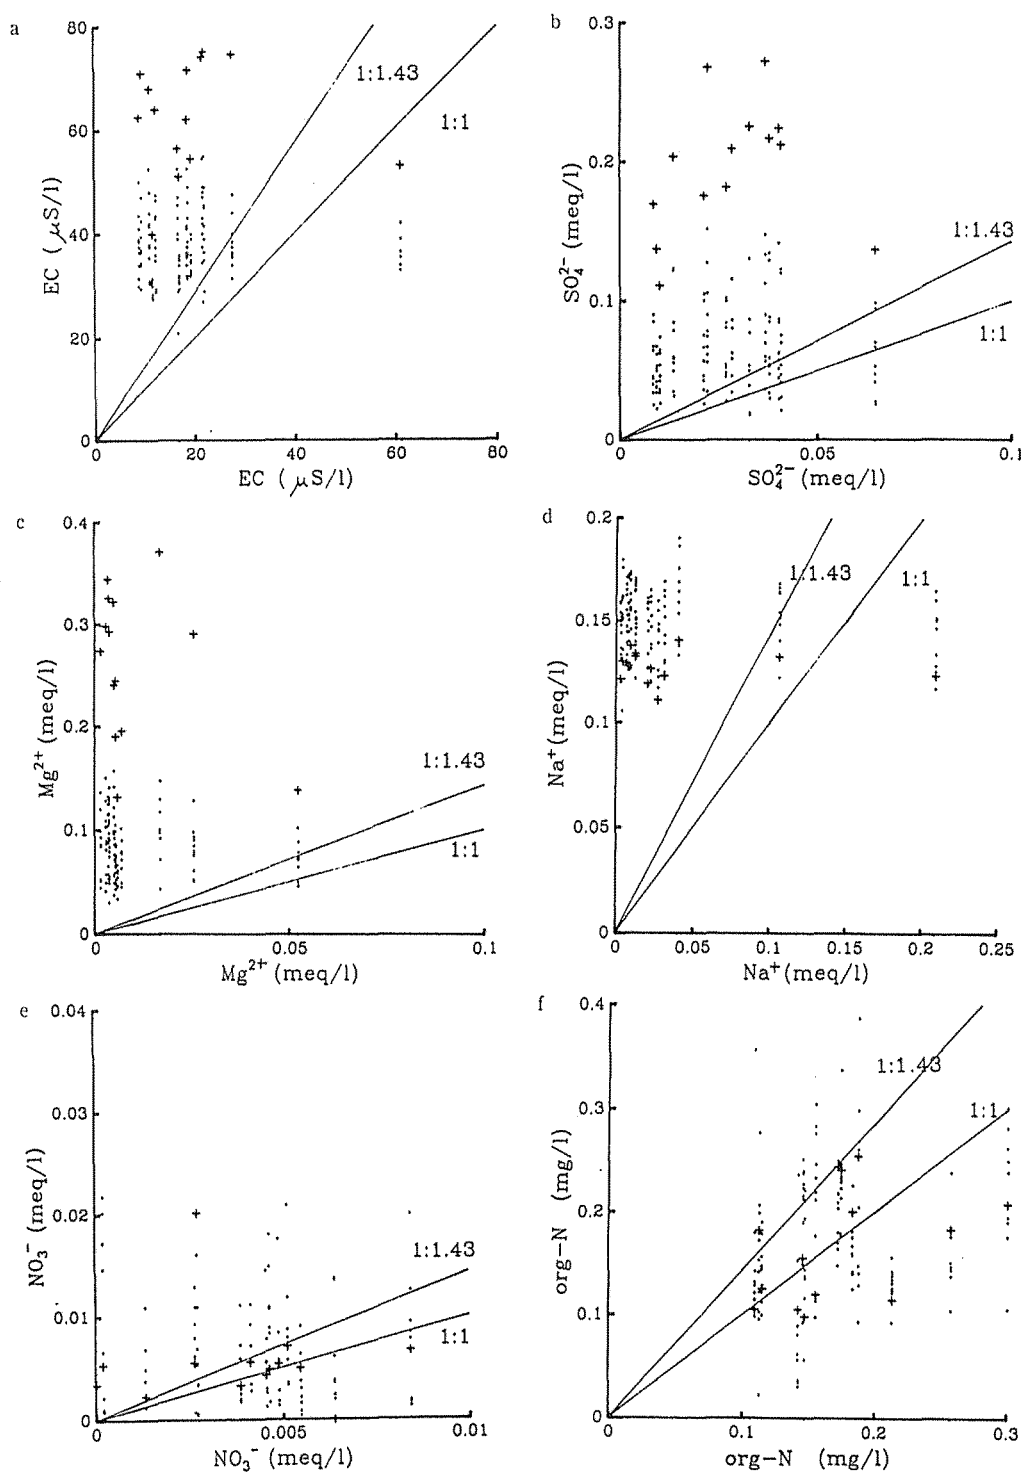 a
80
60
40
20
0
EC ( μS/l)
1:1.43
1:1
0 20 40 60 80
EC ( μS/l)
b
0.3
0.2
0.1
0
SO₄²⁻ (meq/l)
1:1.43
1:1
0 0.05 0.1
SO₄²⁻ (meq/l)
c
0.4
0.3
0.2
0.1
0
Mg²⁺ (meq/l)
1:1.43
1:1
0 0.05 0.1
Mg²⁺ (meq/l)
d
0.2
0.15
0.1
0.05
0
Na⁺ (meq/l)
1:1.43
1:1
0 0.05 0.1 0.15 0.2 0.25
Na⁺ (meq/l)
e
0.04
0.03
0.02
0.01
0
NO₃⁻ (meq/l)
1:1.43
1:1
0 0.005 0.01
NO₃⁻ (meq/l)
f
0.4
0.3
0.2
0.1
0
org-N (mg/l)
1:1.43
1:1
0 0.1 0.2 0.3
org-N (mg/l)